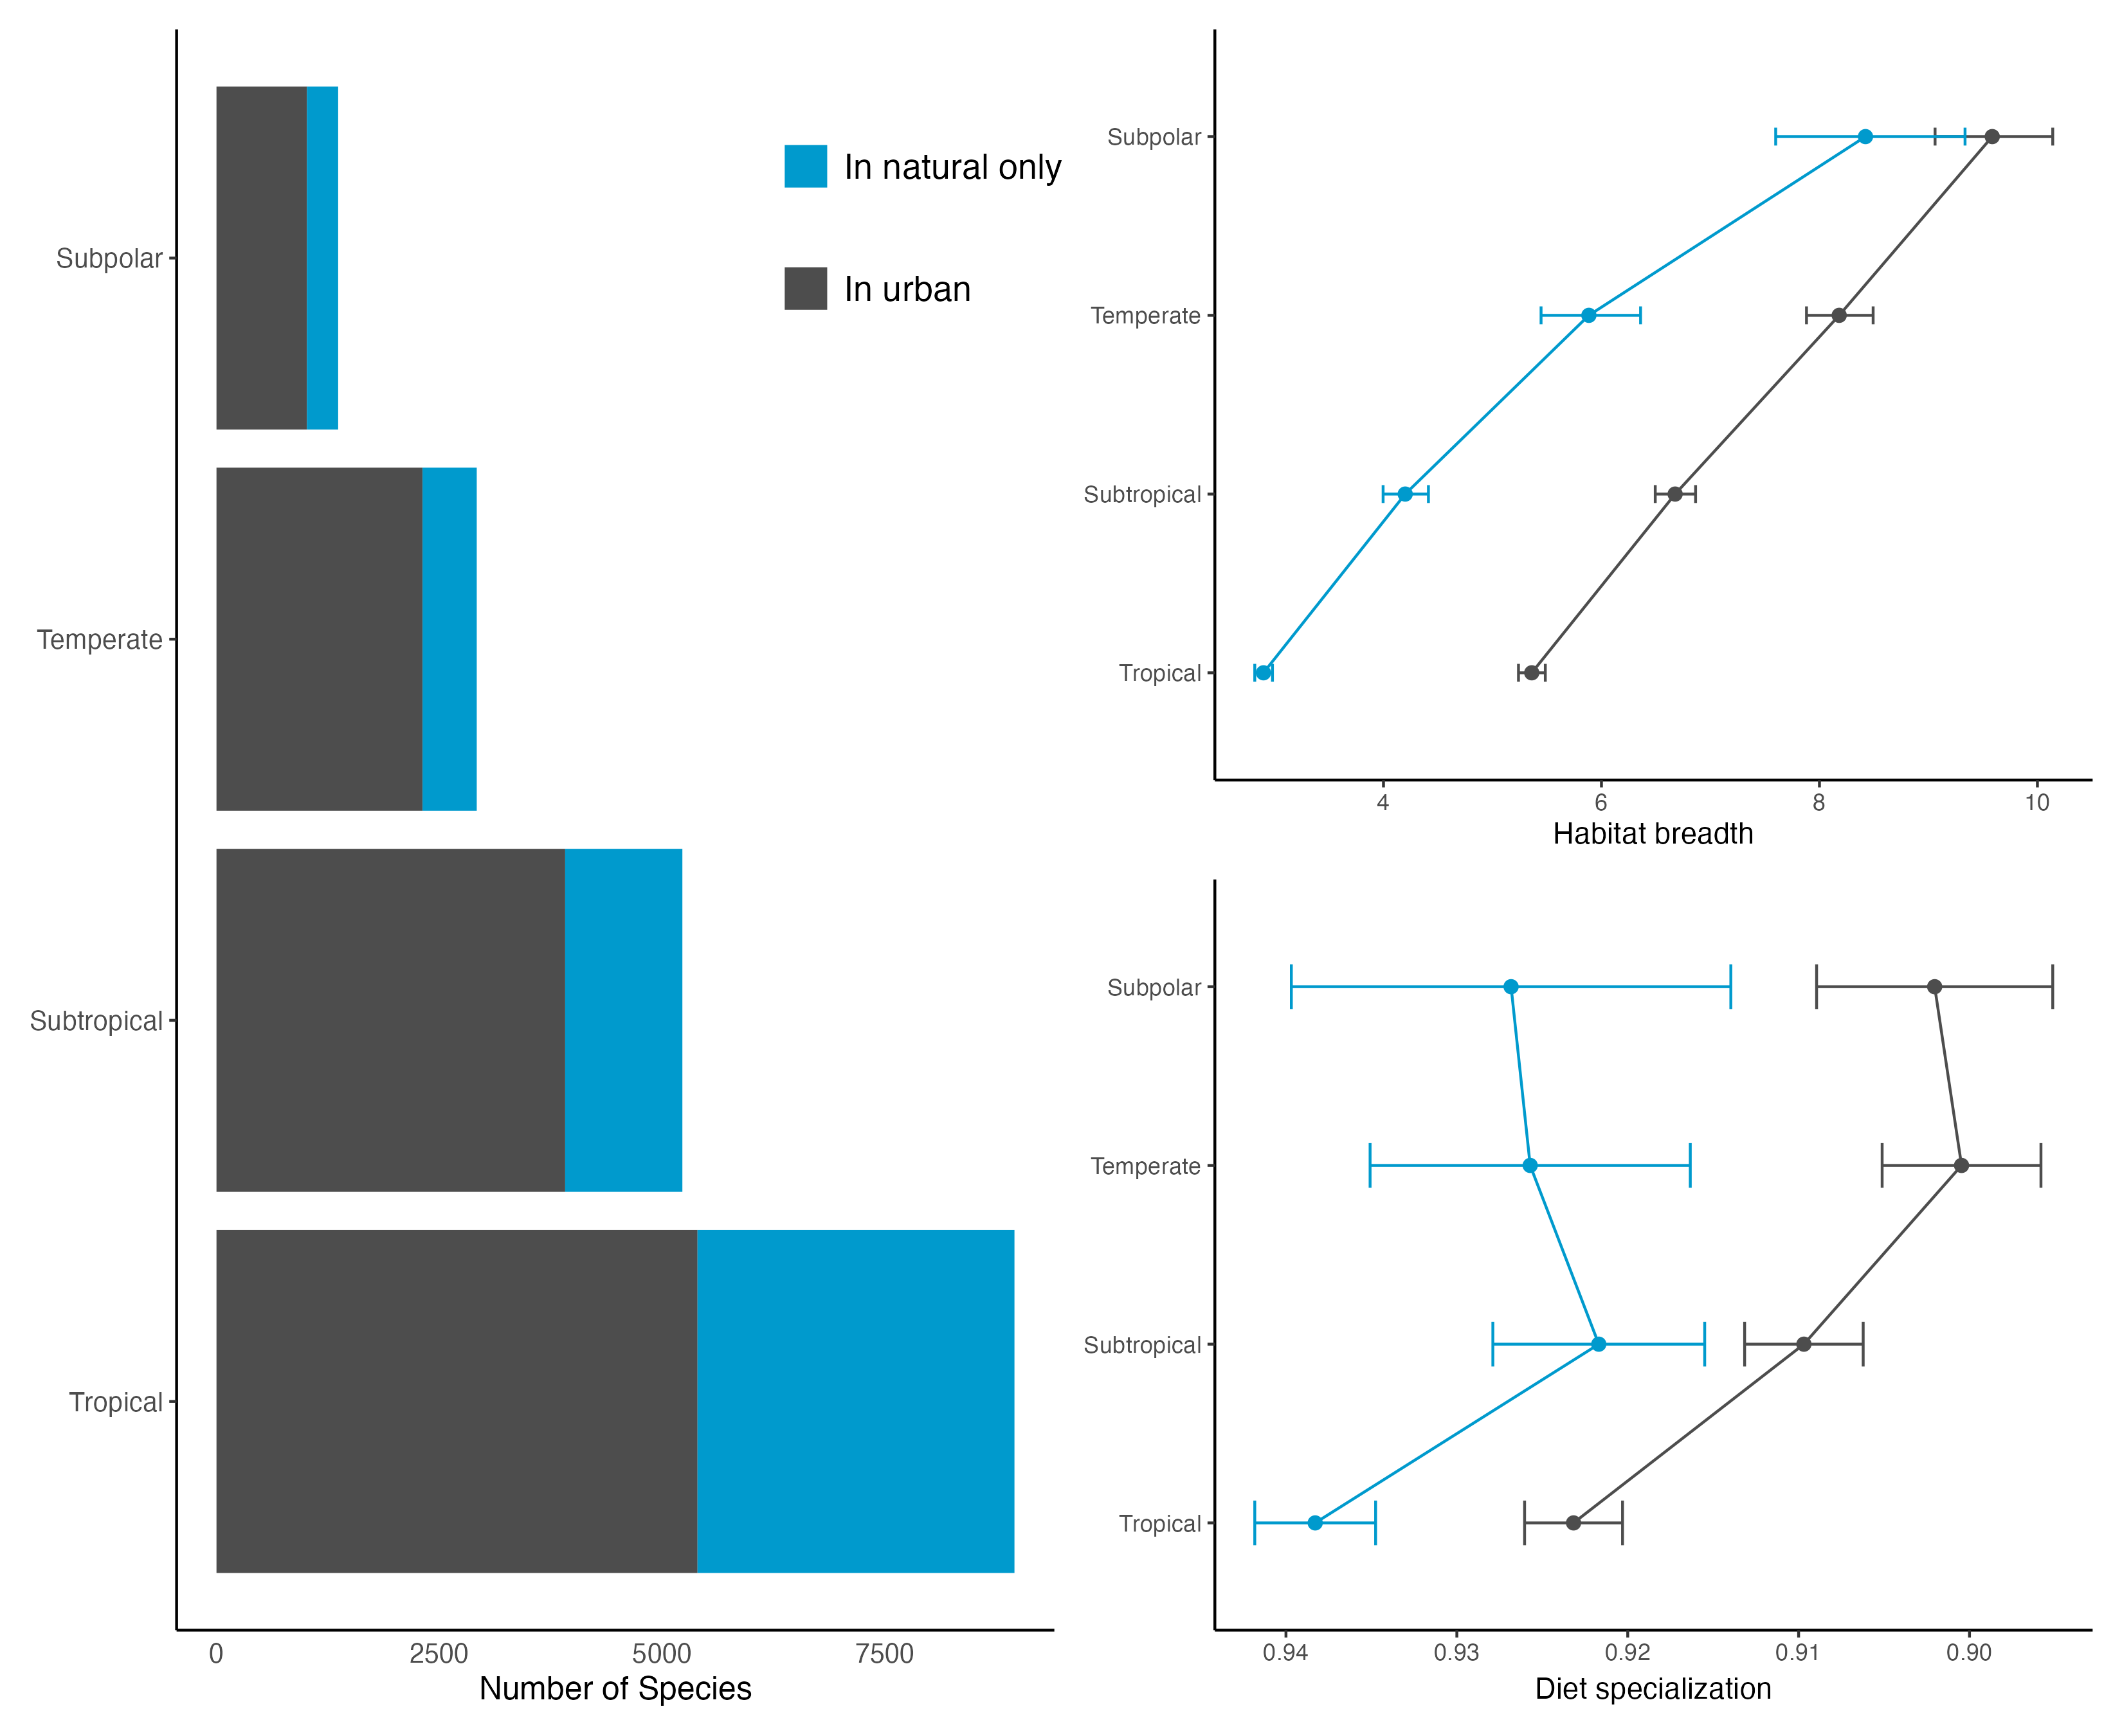 In natural only
In urban
Subpolar
Temperate
Subtropical
Tropical
0 2500 5000 7500
Number of Species
Subpolar
Temperate
Subtropical
Tropical
4 6 8 10
Habitat breadth
Subpolar
Temperate
Subtropical
Tropical
0.94 0.93 0.92 0.91 0.90
Diet specialization